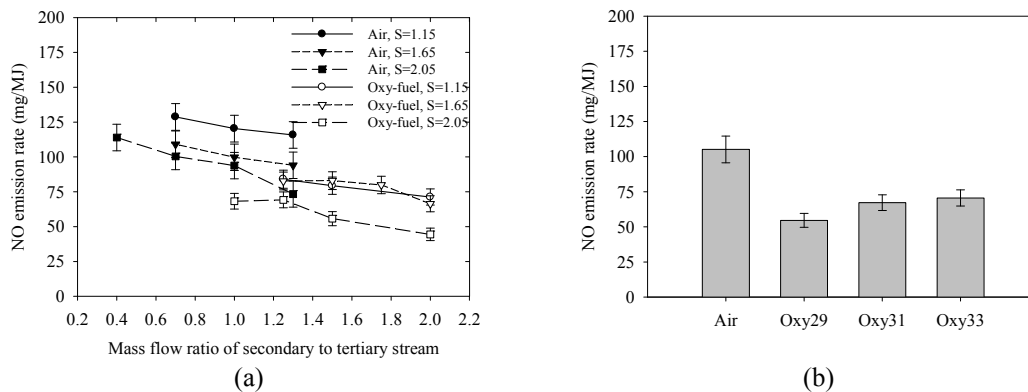 NO emission rate (mg/MJ)
200
175
150
125
100
75
50
25
0
0.2 0.4 0.6 0.8 1.0 1.2 1.4 1.6 1.8 2.0 2.2
Mass flow ratio of secondary to tertiary stream
Air, S=1.15
Air, S=1.65
Air, S=2.05
Oxy-fuel, S=1.15
Oxy-fuel, S=1.65
Oxy-fuel, S=2.05
(a)
NO emission rate (mg/MJ)
200
175
150
125
100
75
50
25
0
Air Oxy29 Oxy31 Oxy33
(b)